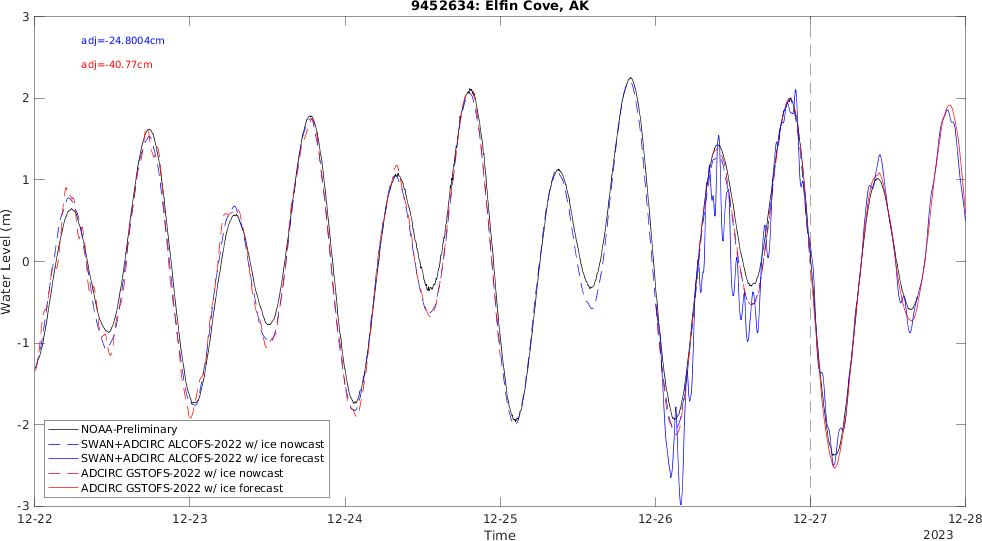 9452634: Elfin Cove, AK
3
adj=-24.8004cm
adj=-40.77cm
2
1
0
-1
-2
-3
Water Level (m)
NOAA-Preliminary
SWAN+ADCIRC ALCOFS-2022 w/ ice nowcast
SWAN+ADCIRC ALCOFS-2022 w/ ice forecast
ADCIRC GSTOFS-2022 w/ ice nowcast
ADCIRC GSTOFS-2022 w/ ice forecast
12-22 12-23 12-24 12-25 12-26 12-27 12-28
Time
2023